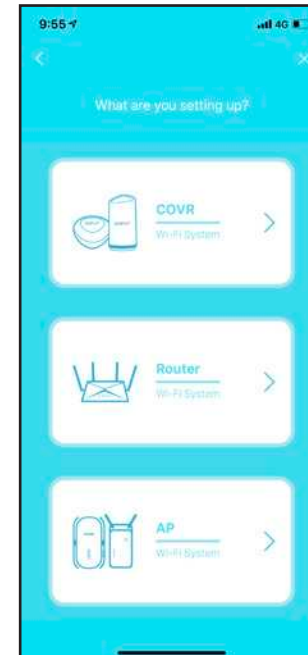 9:55
4G
What are you setting up?
COVR
Wi-Fi System
Router
Wi-Fi System
AP
Wi-Fi System